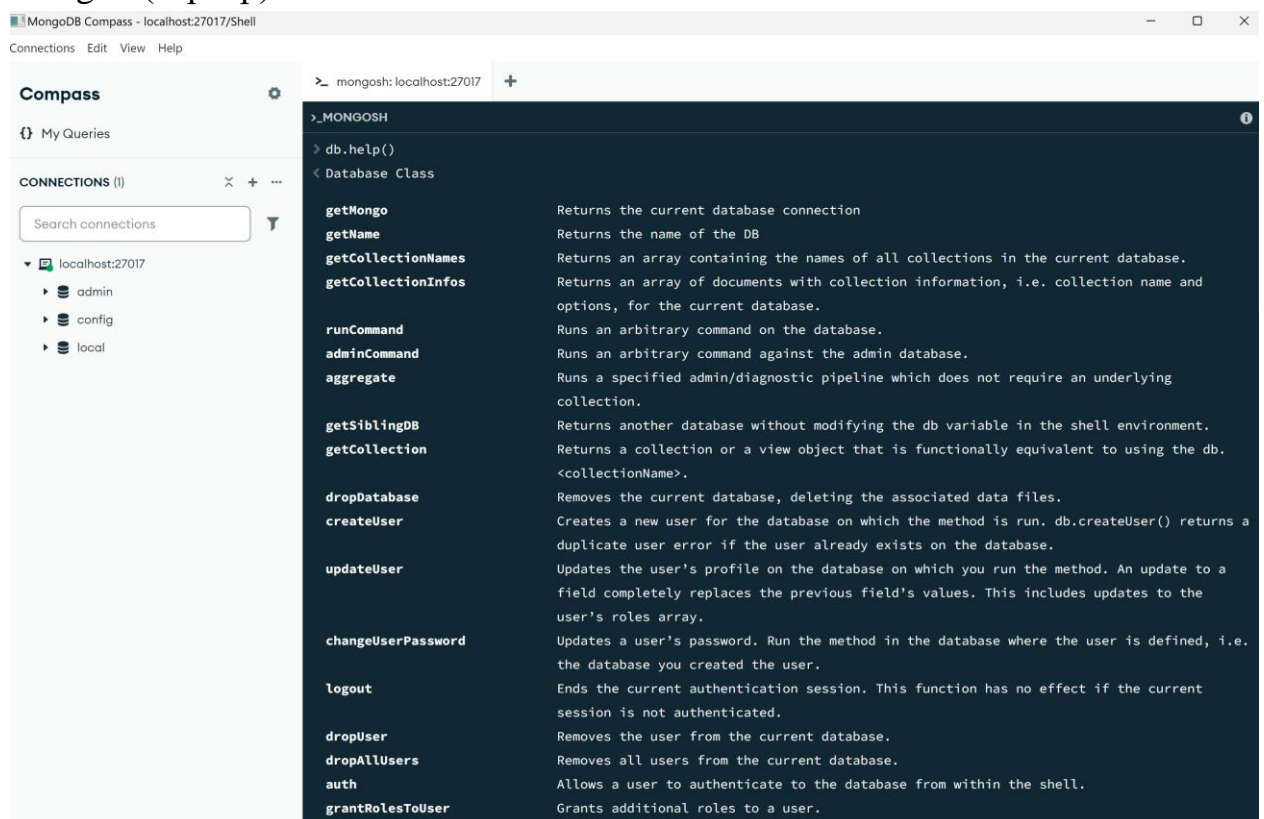 MongoDB Compass - localhost:27017/Shell
Connections Edit View Help
Compass
{} My Queries
CONNECTIONS (1)
Search connections
localhost:27017
admin
config
local
>_ mongosh: localhost:27017 +
>_MONGOSH
> db.help()
< Database Class
getMongo Returns the current database connection
getName Returns the name of the DB
getCollectionNames Returns an array containing the names of all collections in the current database.
getCollectionInfos Returns an array of documents with collection information, i.e. collection name and
options, for the current database.
runCommand Runs an arbitrary command on the database.
adminCommand Runs an arbitrary command against the admin database.
aggregate Runs a specified admin/diagnostic pipeline which does not require an underlying
collection.
getSiblingDB Returns another database without modifying the db variable in the shell environment.
getCollection Returns a collection or a view object that is functionally equivalent to using the db.
<collectionName>.
dropDatabase Removes the current database, deleting the associated data files.
createUser Creates a new user for the database on which the method is run. db.createUser() returns a
duplicate user error if the user already exists on the database.
updateUser Updates the user’s profile on the database on which you run the method. An update to a
field completely replaces the previous field’s values. This includes updates to the
user’s roles array.
changeUserPassword Updates a user’s password. Run the method in the database where the user is defined, i.e.
the database you created the user.
logout Ends the current authentication session. This function has no effect if the current
session is not authenticated.
dropUser Removes the user from the current database.
dropAllUsers Removes all users from the current database.
auth Allows a user to authenticate to the database from within the shell.
grantRolesToUser Grants additional roles to a user.